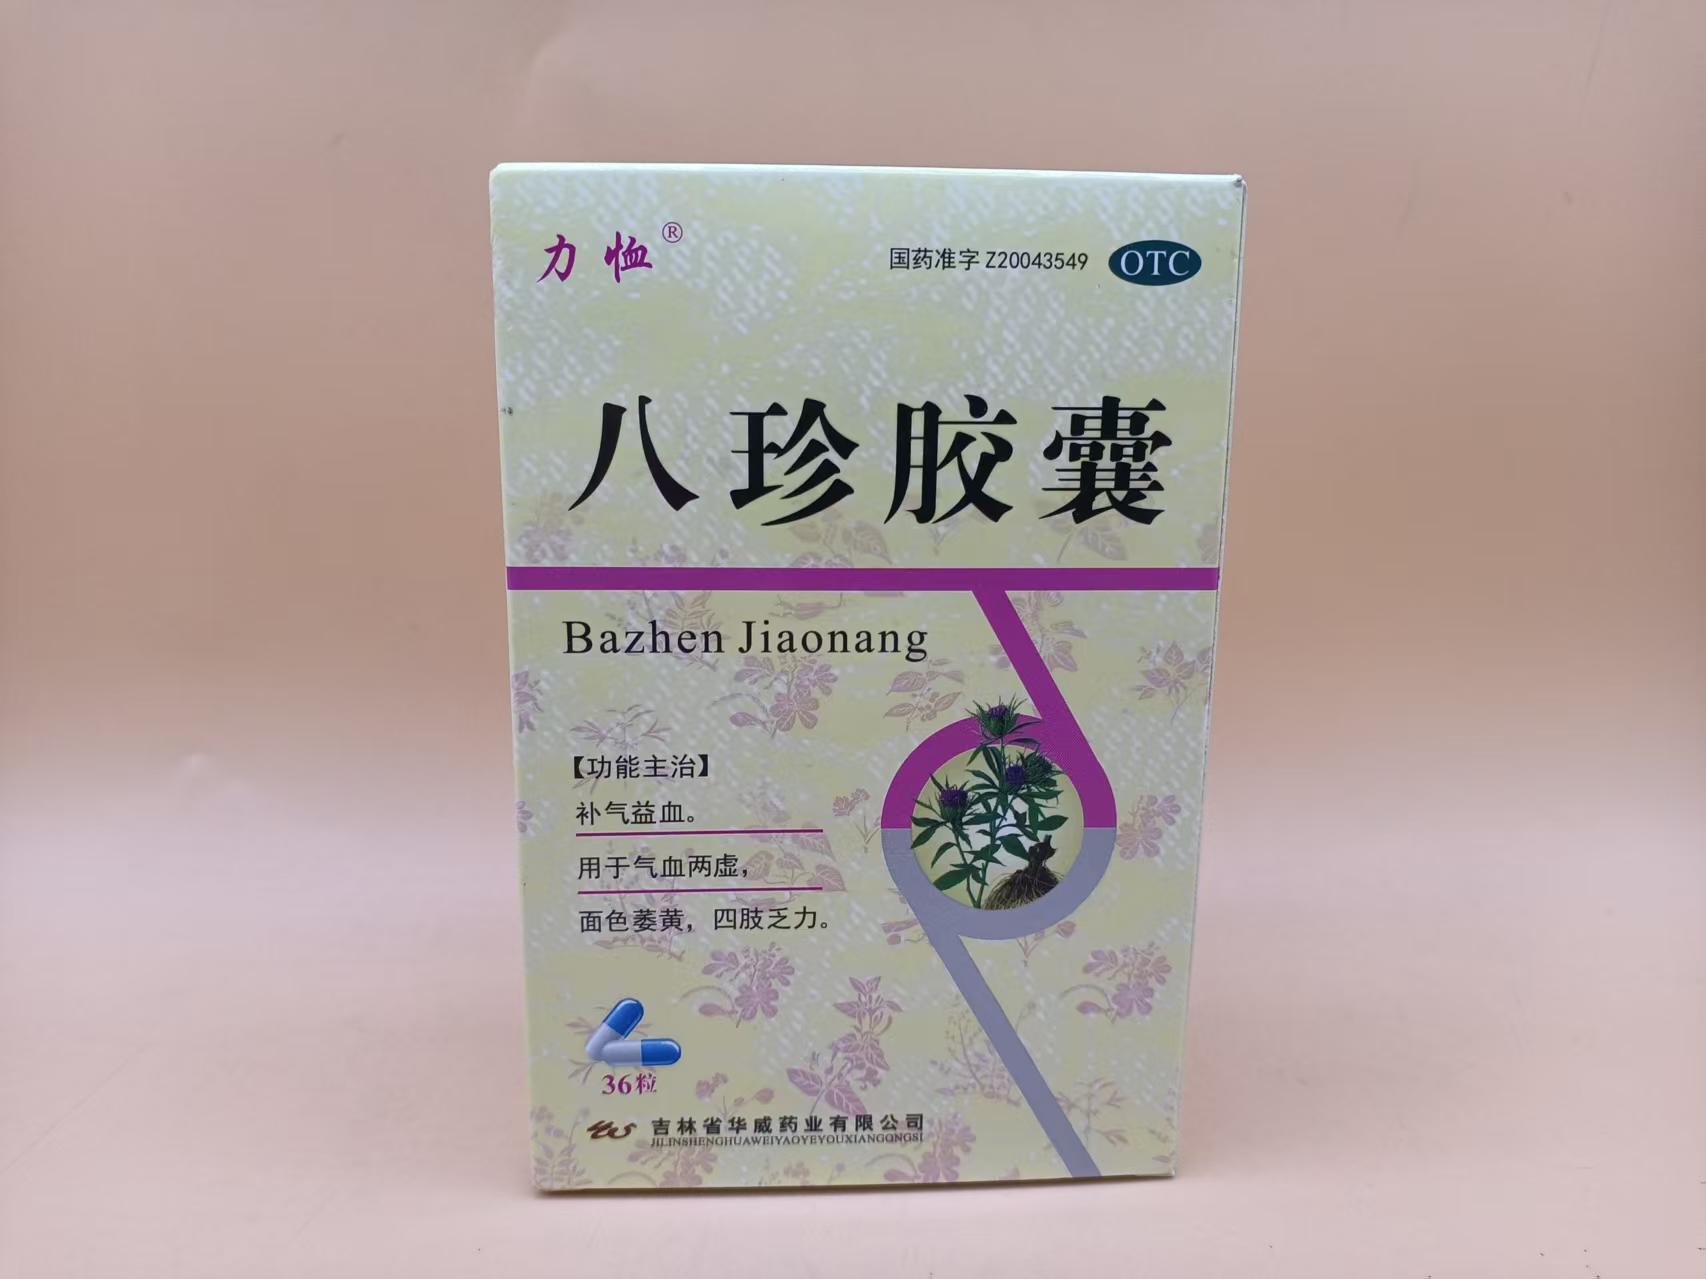 力恤®
国药准字 Z20043549 OTC
八珍胶囊
Bazhen Jiaonang
【功能主治】
补气益血。
用于气血两虚，
面色萎黄，四肢乏力。
36粒
吉林省华威药业有限公司
JILINSHENGHUAWEIYAOYEYOUXIANGONGSI